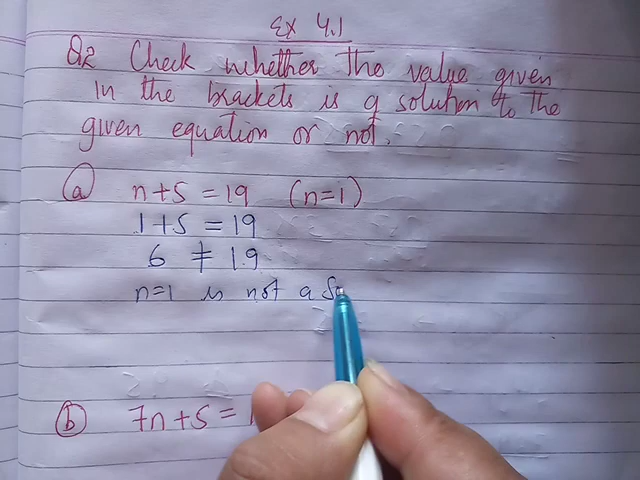 Ex 4.1
Q2 Check whether the value given
in the brackets is a solution to the
given equation or not.
(a) n+5 = 19 (n=1)
1+5 = 19
6 ≠ 19
n=1 is not a So
(b) 7n+5 =